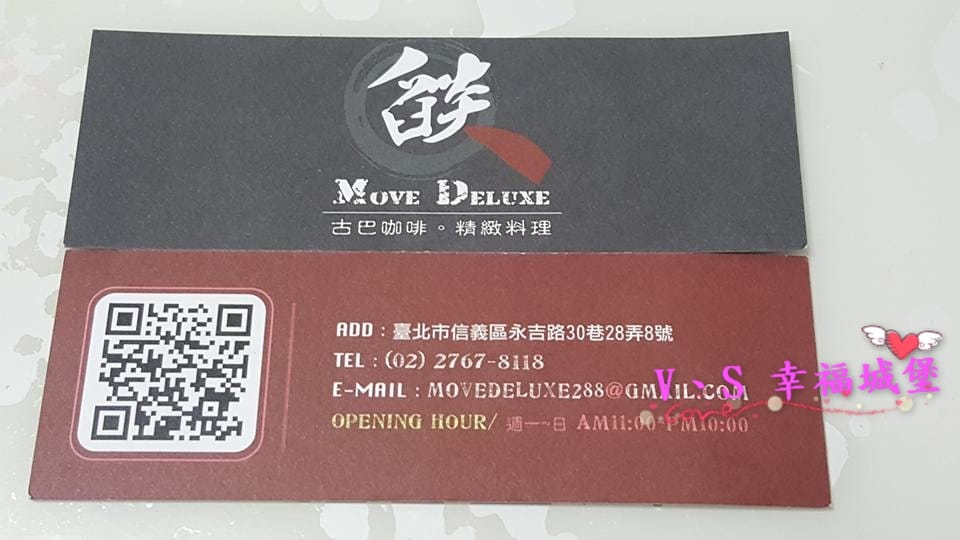 MOVE DELUXE
古巴咖啡。精緻料理
ADD：臺北市信義區永吉路30巷28弄8號
TEL：(02) 2767-8118
E-MAIL：MOVEDELUXE288@GMAIL.COM
OPENING HOUR/ 週一~日 AM11:00-PM10:00
V、S 幸福城堡